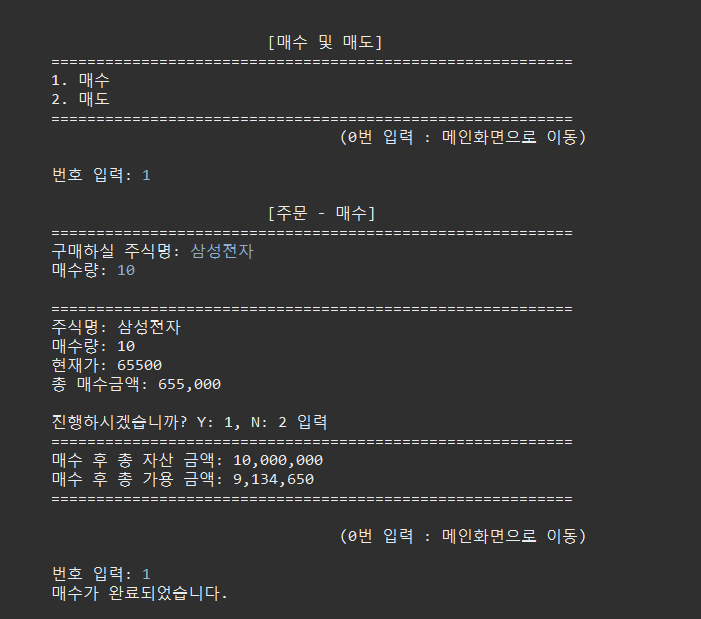 [매수 및 매도]
=======================================================
1. 매수
2. 매도
=======================================================
(0번 입력 : 메인화면으로 이동)
번호 입력: 1
[주문 - 매수]
=======================================================
구매하실 주식명: 삼성전자
매수량: 10
=======================================================
주식명: 삼성전자
매수량: 10
현재가: 65500
총 매수금액: 655,000
진행하시겠습니까? Y: 1, N: 2 입력
=======================================================
매수 후 총 자산 금액: 10,000,000
매수 후 총 가용 금액: 9,134,650
=======================================================
(0번 입력 : 메인화면으로 이동)
번호 입력: 1
매수가 완료되었습니다.